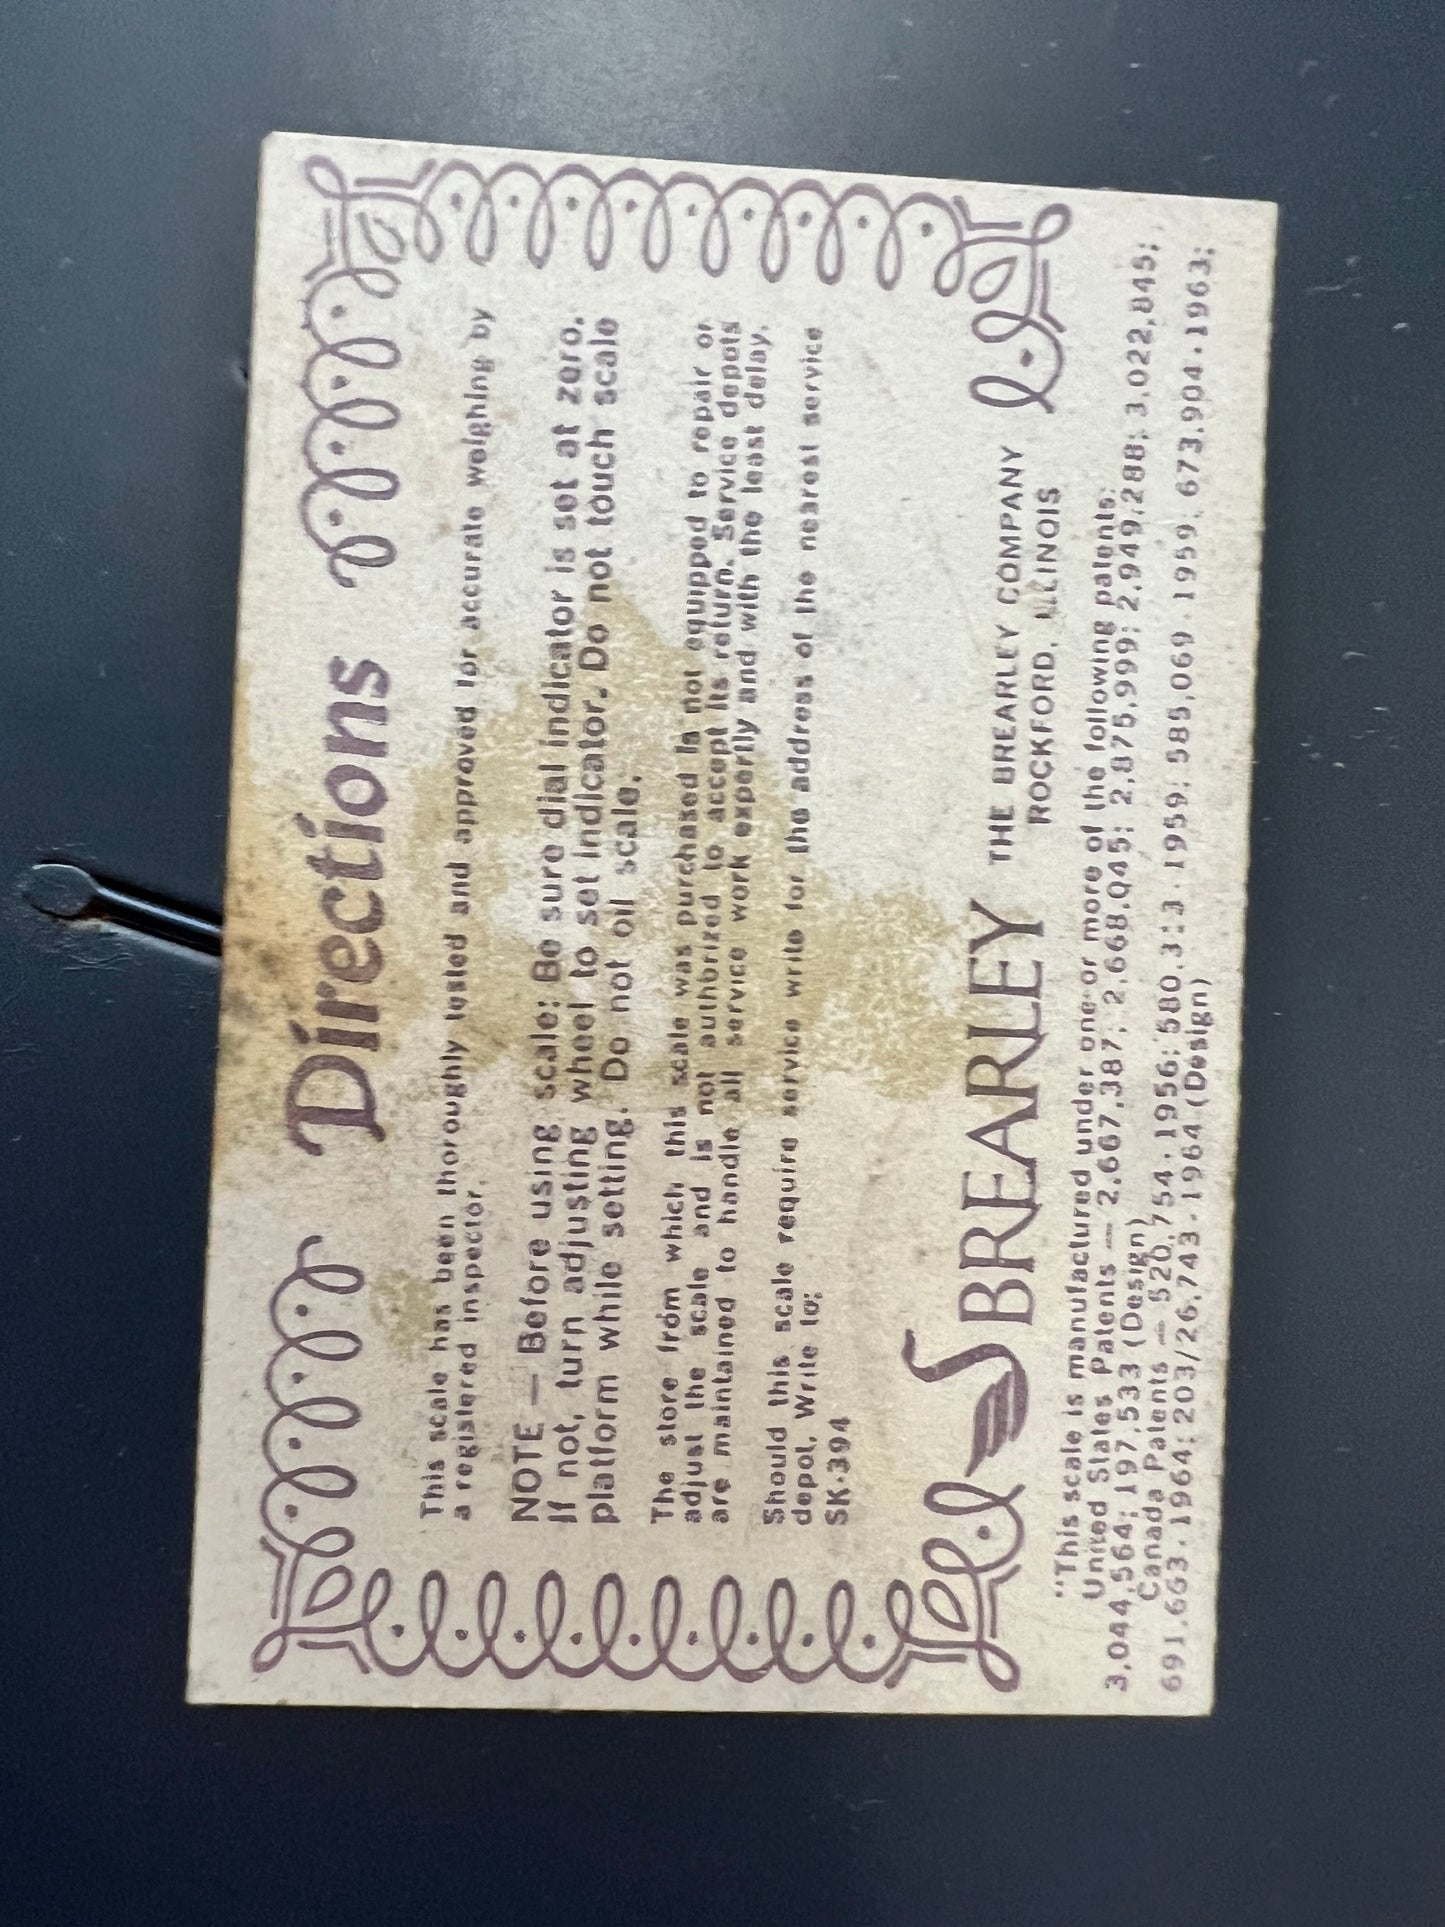 Directions
This scale has been thoroughly tested and approved for accurate weighing by
a registered inspector.
NOTE — Before using scale: Be sure dial indicator is set at zero.
If not, turn adjusting wheel to set indicator. Do not touch scale
platform while setting. Do not oil scale.
The store from which this scale was purchased is not equipped to repair or
adjust the scale and is not authorized to accept its return. Service depots
are maintained to handle all service work expertly and with the least delay.
Should this scale require service write for the address of the nearest service
depot. Write to:
SK-394
BREARLEY THE BREARLEY COMPANY
ROCKFORD, ILLINOIS
"This scale is manufactured under one or more of the following patents:
United States Patents — 2,667,387; 2,668,045; 2,875,999; 2,949,288; 3,022,845;
3,044,564; 197,533 (Design)
Canada Patents — 520,754-1956; 1959; 585,069-1959; 673,904-1963;
691,663-1964; 203/26,743-1964 (Design)